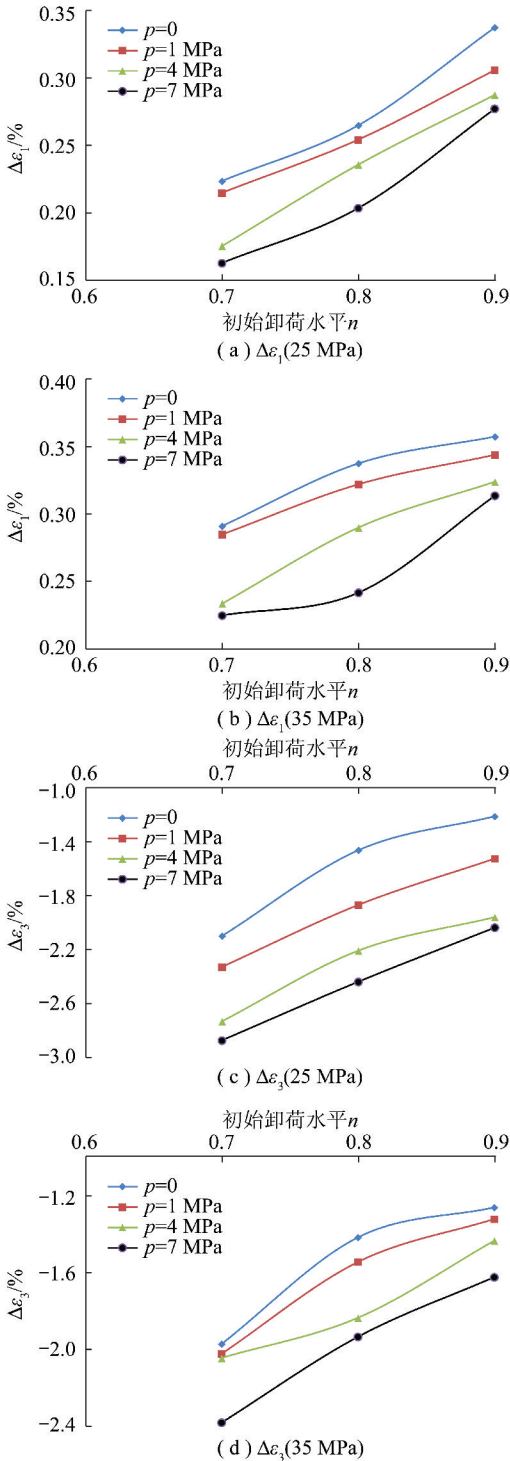 p=0
p=1 MPa
p=4 MPa
p=7 MPa
Δε₁/%
0.35
0.30
0.25
0.20
0.15
0.6 0.7 0.8 0.9
初始卸荷水平n
( a ) Δε₁(25 MPa)
p=0
p=1 MPa
p=4 MPa
p=7 MPa
Δε₁/%
0.40
0.35
0.30
0.25
0.20
0.6 0.7 0.8 0.9
初始卸荷水平n
( b ) Δε₁(35 MPa)
初始卸荷水平n
0.6 0.7 0.8 0.9
p=0
p=1 MPa
p=4 MPa
p=7 MPa
Δε₃/%
−1.0
−1.4
−1.8
−2.2
−2.6
−3.0
( c ) Δε₃(25 MPa)
初始卸荷水平n
0.6 0.7 0.8 0.9
p=0
p=1 MPa
p=4 MPa
p=7 MPa
Δε₃/%
−1.2
−1.6
−2.0
−2.4
( d ) Δε₃(35 MPa)